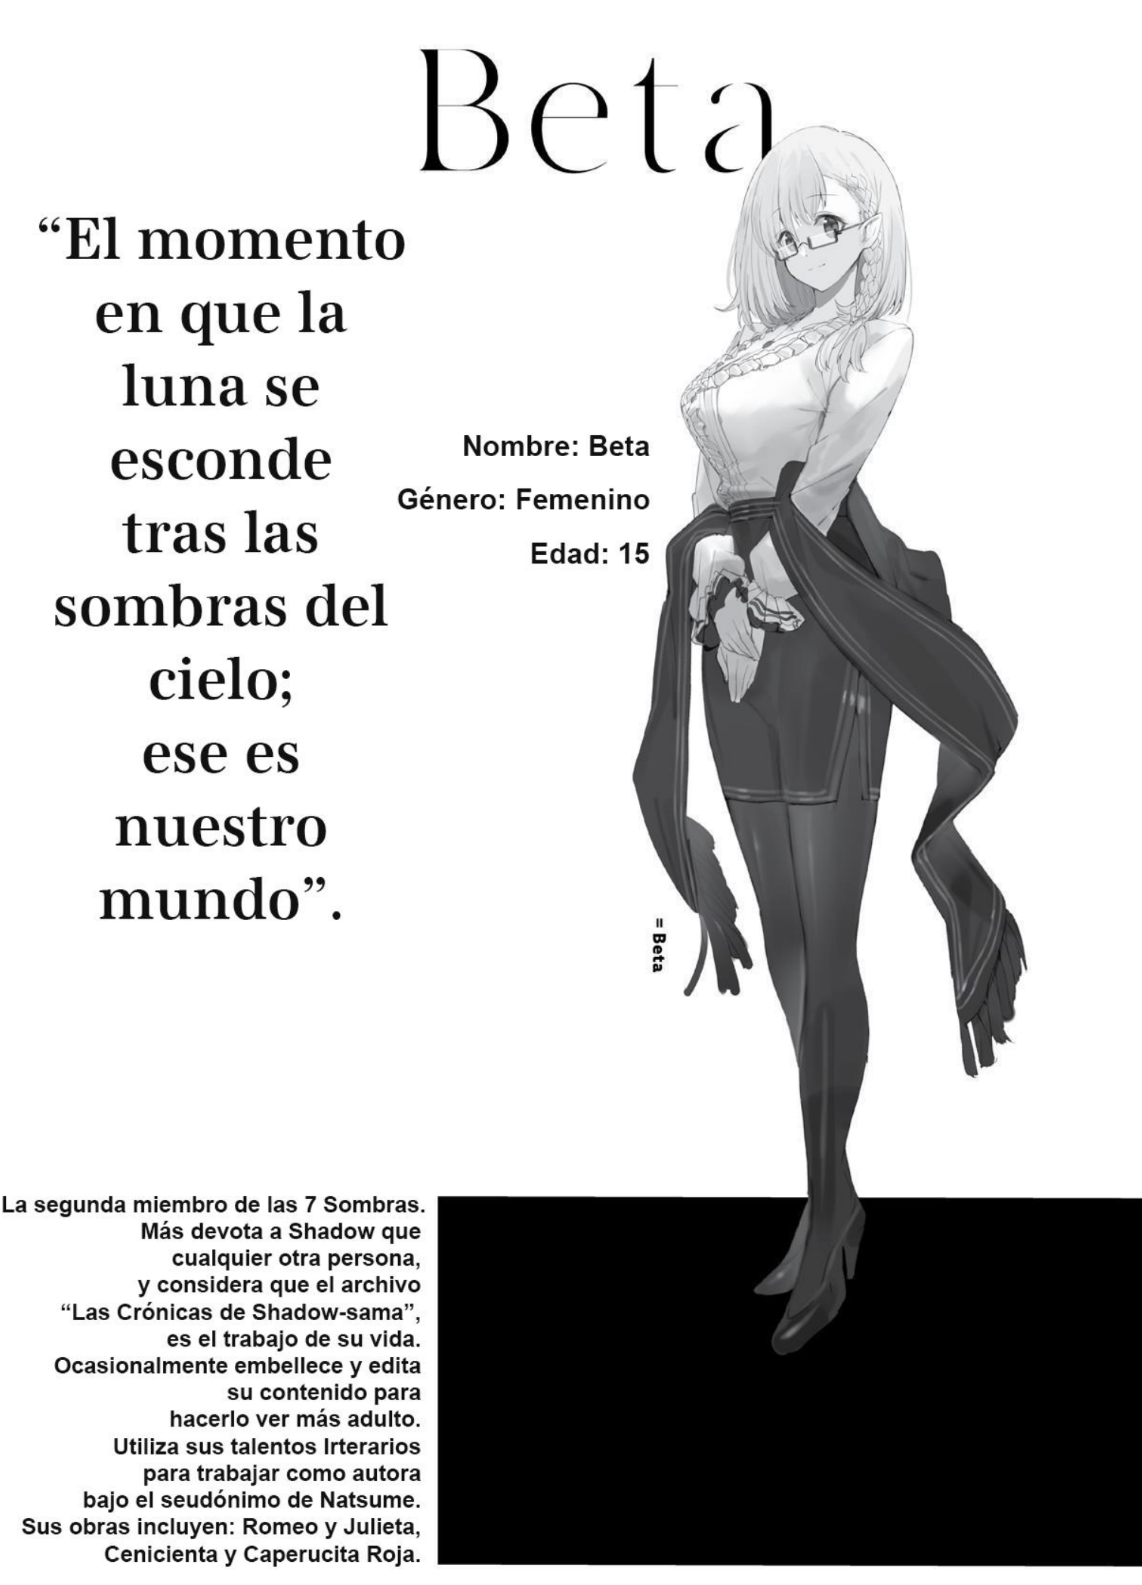 Beta
“El momento
en que la
luna se
esconde
tras las
sombras del
cielo;
ese es
nuestro
mundo”.
Nombre: Beta
Género: Femenino
Edad: 15
= Beta
La segunda miembro de las 7 Sombras.
Más devota a Shadow que
cualquier otra persona,
y considera que el archivo
“Las Crónicas de Shadow-sama”,
es el trabajo de su vida.
Ocasionalmente embellece y edita
su contenido para
hacerlo ver más adulto.
Utiliza sus talentos lrterarios
para trabajar como autora
bajo el seudónimo de Natsume.
Sus obras incluyen: Romeo y Julieta,
Cenicienta y Caperucita Roja.